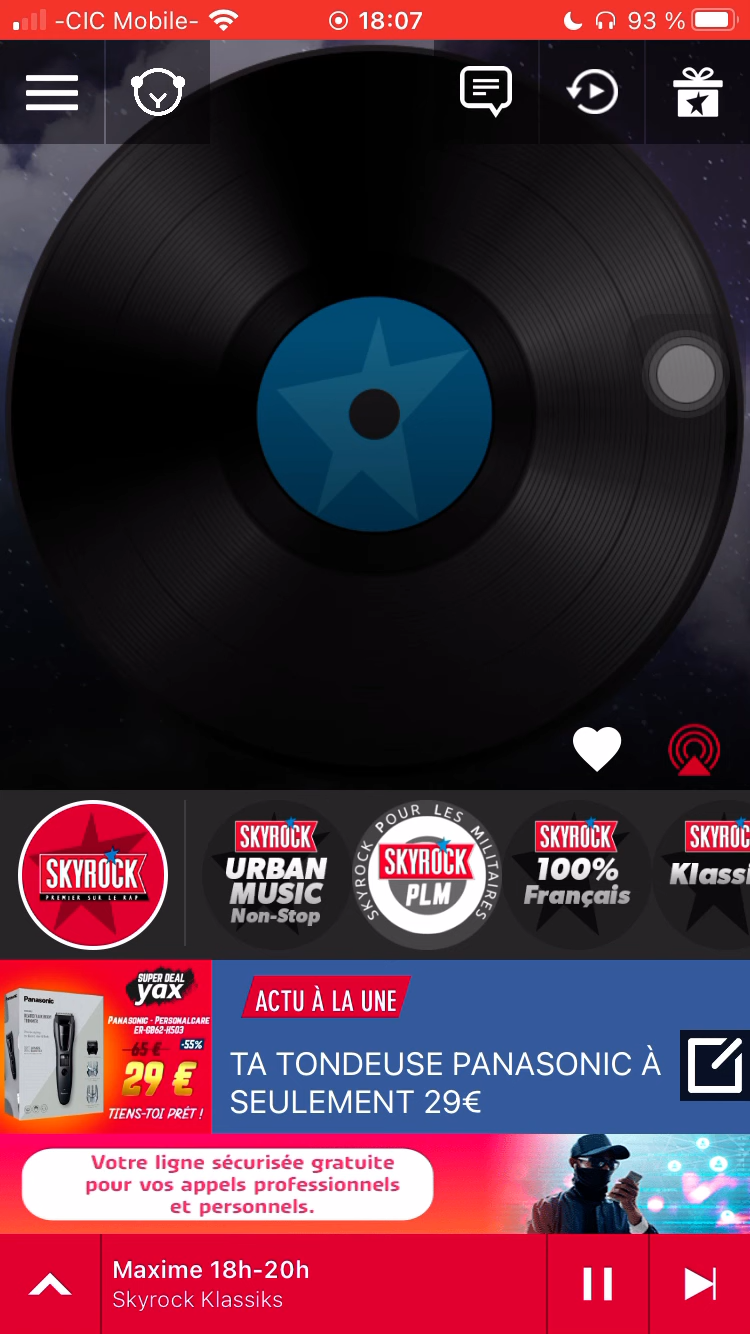 -CIC Mobile-
18:07
93 %
SKYROCK
PREMIER SUR LE RAP
SKYROCK
URBAN
MUSIC
Non-Stop
SKYROCK POUR LES MILITAIRES
SKYROCK
PLM
SKYROCK
100%
Français
SKYROC
Klassi
Panasonic
SUPER DEAL
yax
PANASONIC - PERSONALCARE
ER-GB62-H503
65 €
-55%
29 €
TIENS-TOI PRÊT !
ACTU À LA UNE
TA TONDEUSE PANASONIC À
SEULEMENT 29€
Votre ligne sécurisée gratuite
pour vos appels professionnels
et personnels.
Maxime 18h-20h
Skyrock Klassiks